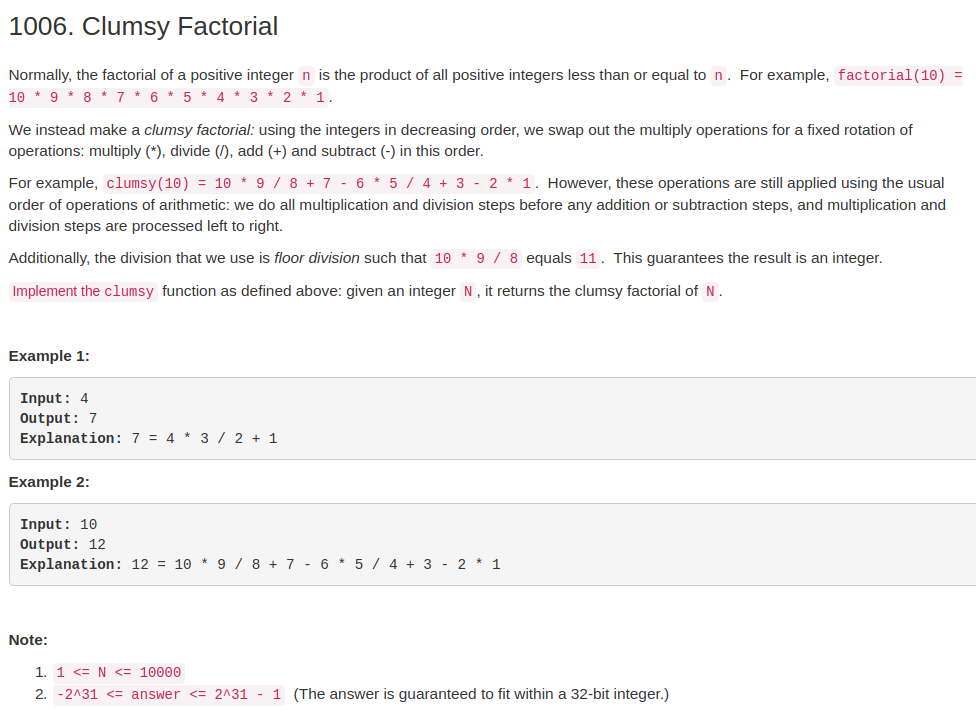 1006. Clumsy Factorial
Normally, the factorial of a positive integer n is the product of all positive integers less than or equal to n. For example, factorial(10) =
10 * 9 * 8 * 7 * 6 * 5 * 4 * 3 * 2 * 1.
We instead make a clumsy factorial: using the integers in decreasing order, we swap out the multiply operations for a fixed rotation of
operations: multiply (*), divide (/), add (+) and subtract (-) in this order.
For example, clumsy(10) = 10 * 9 / 8 + 7 - 6 * 5 / 4 + 3 - 2 * 1. However, these operations are still applied using the usual
order of operations of arithmetic: we do all multiplication and division steps before any addition or subtraction steps, and multiplication and
division steps are processed left to right.
Additionally, the division that we use is floor division such that 10 * 9 / 8 equals 11. This guarantees the result is an integer.
Implement the clumsy function as defined above: given an integer N, it returns the clumsy factorial of N.
Example 1:
Input: 4
Output: 7
Explanation: 7 = 4 * 3 / 2 + 1
Example 2:
Input: 10
Output: 12
Explanation: 12 = 10 * 9 / 8 + 7 - 6 * 5 / 4 + 3 - 2 * 1
Note:
1. 1 <= N <= 10000
2. -2^31 <= answer <= 2^31 - 1 (The answer is guaranteed to fit within a 32-bit integer.)